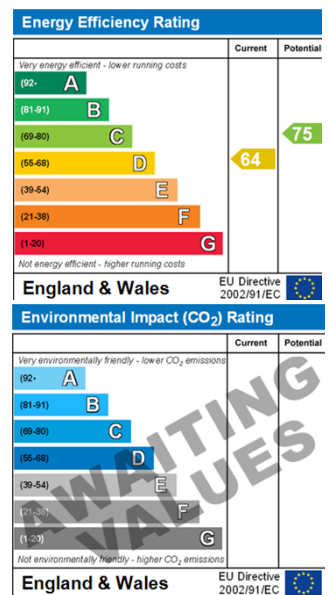 Energy Efficiency Rating
Current Potential
Very energy efficient - lower running costs
(92- A
(81-91) B
(69-80) C 75
(55-68) D 64
(39-54) E
(21-38) F
(1-20) G
Not energy efficient - higher running costs
England & Wales EU Directive
2002/91/EC
Environmental Impact (CO₂) Rating
Current Potential
Very environmentally friendly - lower CO₂ emissions
(92- A
(81-91) B
(69-80) C
(55-68) D
(39-54) E
(21-38) F
(1-20) G
AWAITING
VALUES
Not environmentally friendly - higher CO₂ emissions
England & Wales EU Directive
2002/91/EC